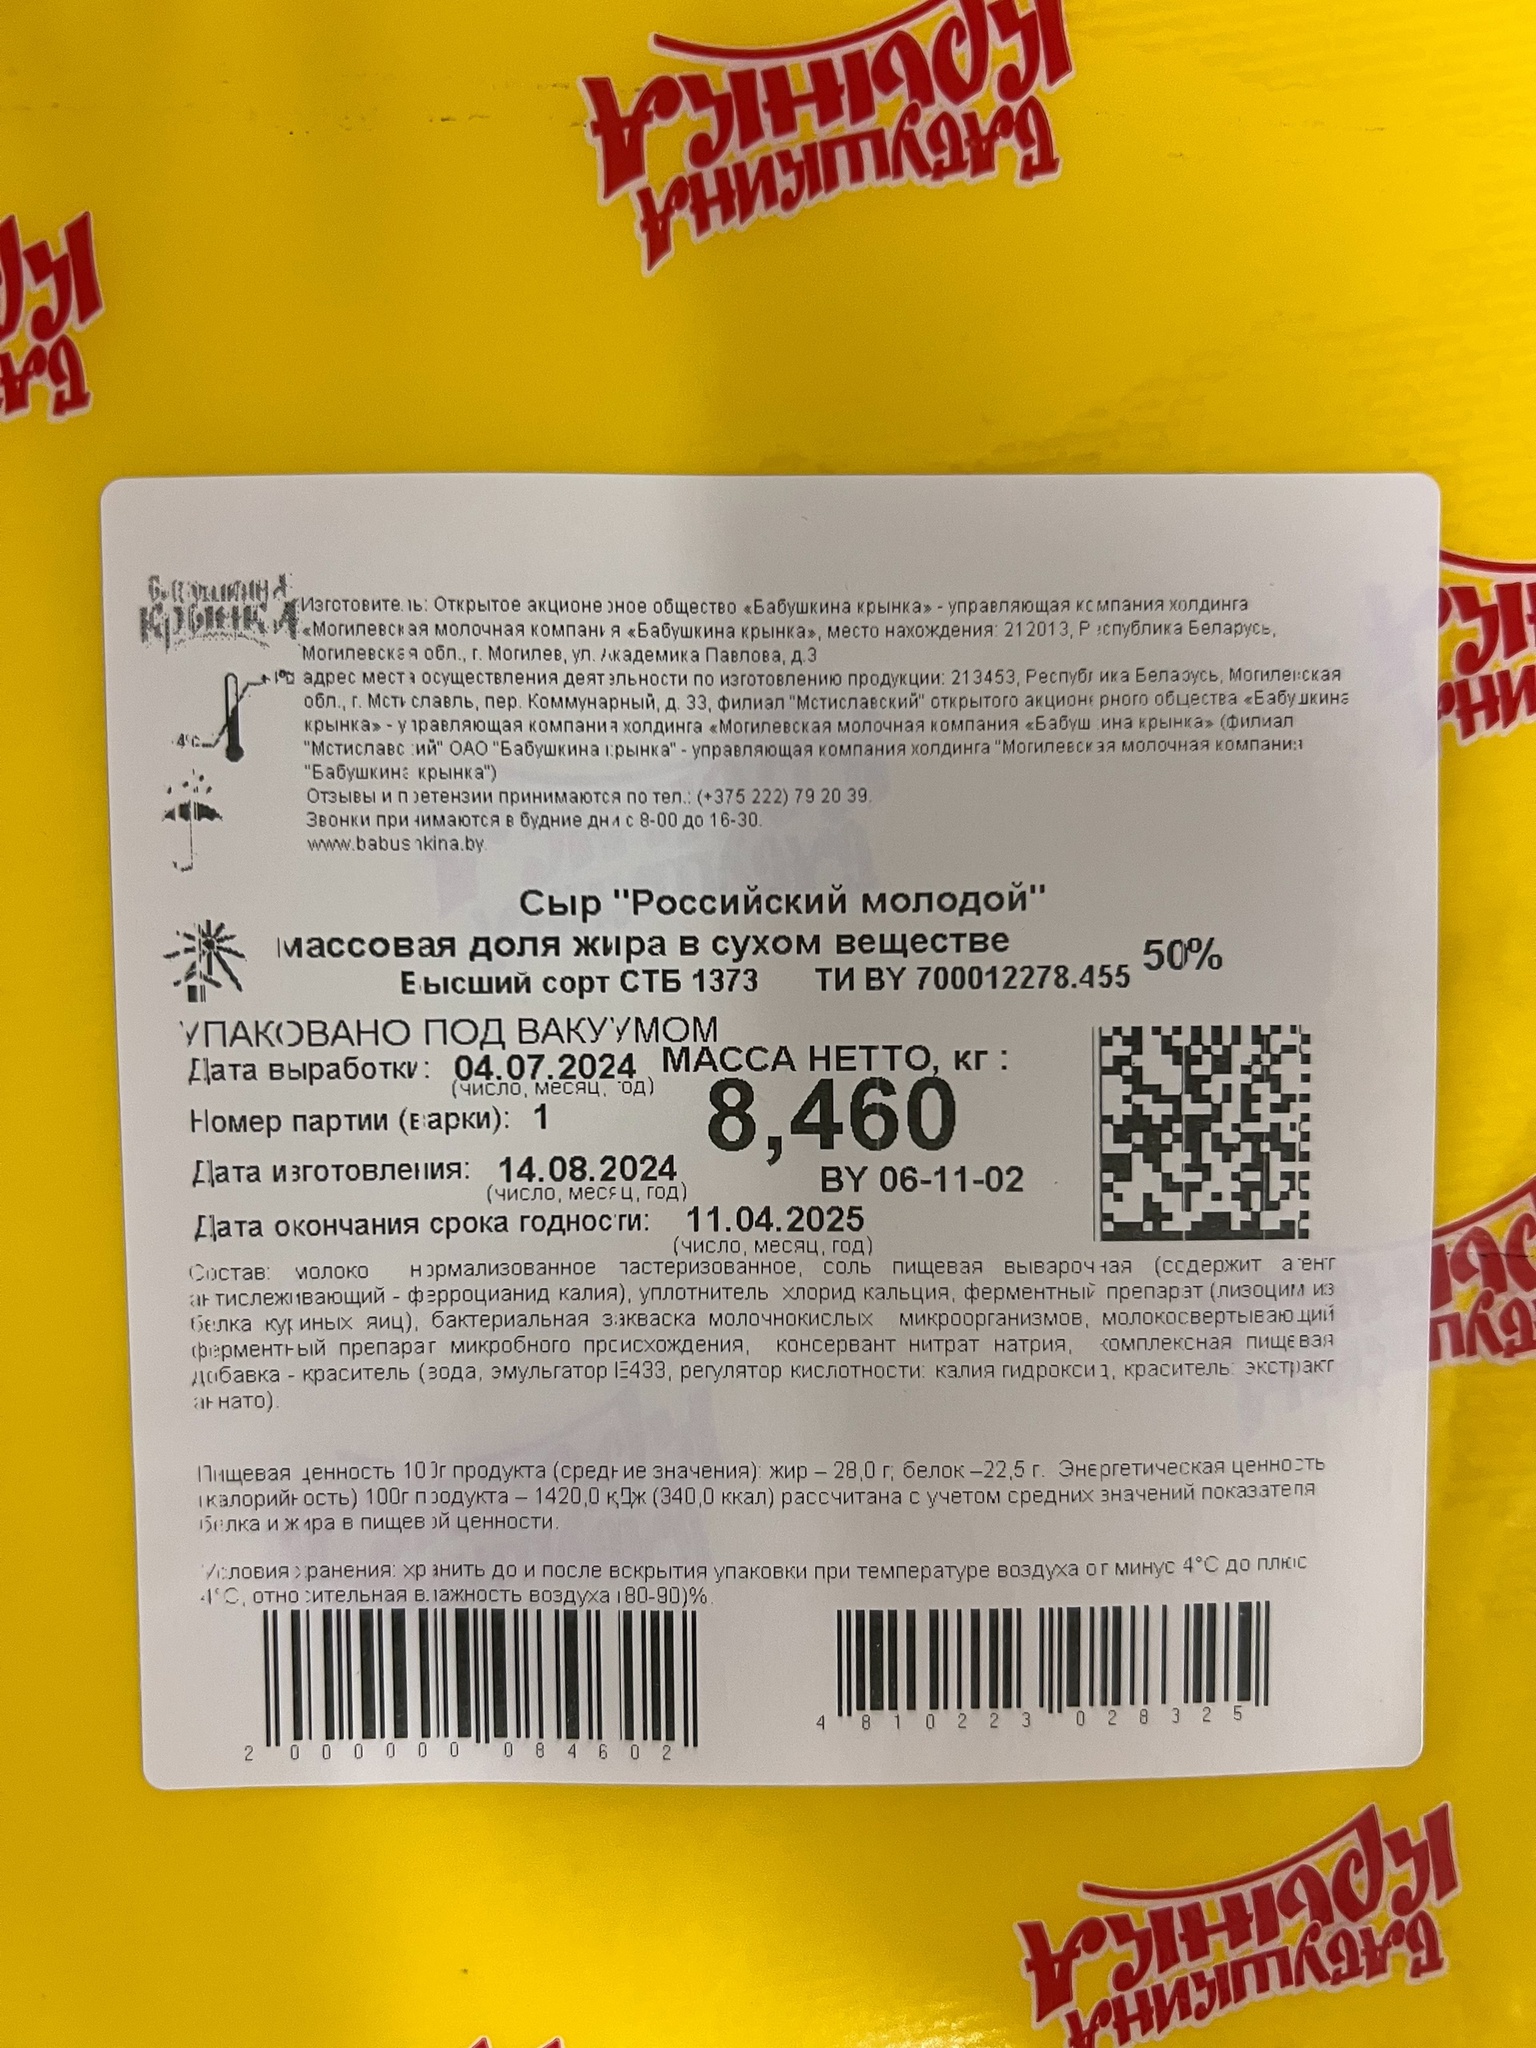 БАБУШКИНА КРЫНКА
БАБУШКИНА КРЫНКА
Изготовитель: Открытое акционерное общество «Бабушкина крынка» - управляющая компания холдинга
«Могилевская молочная компания «Бабушкина крынка», место нахождения: 212013, Республика Беларусь,
Могилевская обл., г. Могилев, ул. Академика Павлова, д.3
адрес места осуществления деятельности по изготовлению продукции: 213453, Республика Беларусь, Могилевская
обл., г. Мстиславль, пер. Коммунарный, д. 33, филиал "Мстиславский" открытого акционерного общества «Бабушкина
крынка» - управляющая компания холдинга «Могилевская молочная компания «Бабушкина крынка» (филиал
"Мстиславский" ОАО "Бабушкина крынка" - управляющая компания холдинга "Могилевская молочная компания
"Бабушкина крынка")
-4°С
Отзывы и претензии принимаются по тел.: (+375 222) 79 20 39.
Звонки принимаются в будние дни с 8-00 до 16-30.
www.babushkina.by
Сыр "Российский молодой"
массовая доля жира в сухом веществе 50%
Высший сорт СТБ 1373 ТИ BY 700012278.455
УПАКОВАНО ПОД ВАКУУМОМ
Дата выработки: 04.07.2024 МАССА НЕТТО, кг :
(число, месяц, год)
8,460
Номер партии (варки): 1
Дата изготовления: 14.08.2024 BY 06-11-02
(число, месяц, год)
Дата окончания срока годности: 11.04.2025
(число, месяц, год)
Состав: молоко нормализованное пастеризованное, соль пищевая выварочная (содержит агент
антислеживающий - ферроцианид калия), уплотнитель хлорид кальция, ферментный препарат (лизоцим из
белка куриных яиц), бактериальная закваска молочнокислых микроорганизмов, молокосвертывающий
ферментный препарат микробного происхождения, консервант нитрат натрия, комплексная пищевая
добавка - краситель (вода, эмульгатор Е433, регулятор кислотности: калия гидроксид, краситель: экстракт
аннато).
Пищевая ценность 100г продукта (средние значения): жир – 28,0 г; белок –22,5 г. Энергетическая ценность
(калорийность) 100г продукта – 1420,0 кДж (340,0 ккал) рассчитана с учетом средних значений показателя
белка и жира в пищевой ценности.
Условия хранения: хранить до и после вскрытия упаковки при температуре воздуха от минус 4°С до плюс
4°С, относительная влажность воздуха (80-90)%.
2 000000 084602
4 810223 028325
БАБУШКИНА КРЫНКА